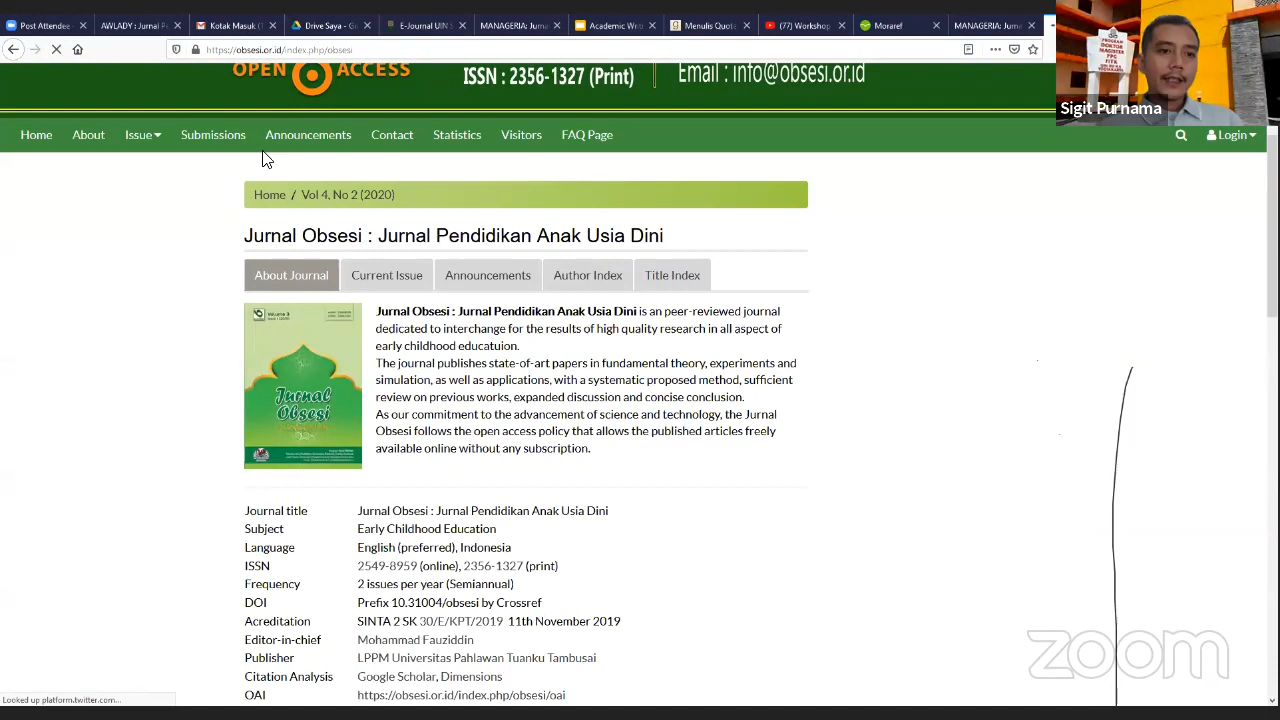 Post Attendee
AWLADY : Jurnal P
Kotak Masuk (
Drive Saya - G
E-Journal UIN S
MANAGERIA: Jurna
Academic Writ
Menulis Quote
(77) Workshop
Moraref
MANAGERIA: Jurna
https://obsesi.or.id/index.php/obsesi
OPEN ACCESS
ISSN : 2356-1327 (Print)
Email : info@obsesi.or.id
PROGRAM
DOKTOR
MAGISTER
Sigit Purnama
Home About Issue Submissions Announcements Contact Statistics Visitors FAQ Page Login
Home / Vol 4, No 2 (2020)
Jurnal Obsesi : Jurnal Pendidikan Anak Usia Dini
About Journal Current Issue Announcements Author Index Title Index
Jurnal
Obsesi
Jurnal Obsesi : Jurnal Pendidikan Anak Usia Dini is an peer-reviewed journal
dedicated to interchange for the results of high quality research in all aspect of
early childhood educatuion.
The journal publishes state-of-art papers in fundamental theory, experiments and
simulation, as well as applications, with a systematic proposed method, sufficient
review on previous works, expanded discussion and concise conclusion.
As our commitment to the advancement of science and technology, the Jurnal
Obsesi follows the open access policy that allows the published articles freely
available online without any subscription.
Journal title Jurnal Obsesi : Jurnal Pendidikan Anak Usia Dini
Subject Early Childhood Education
Language English (preferred), Indonesia
ISSN 2549-8959 (online), 2356-1327 (print)
Frequency 2 issues per year (Semiannual)
DOI Prefix 10.31004/obsesi by Crossref
Acreditation SINTA 2 SK 30/E/KPT/2019 11th November 2019
Editor-in-chief Mohammad Fauziddin
Publisher LPPM Universitas Pahlawan Tuanku Tambusai
Citation Analysis Google Scholar, Dimensions
OAI https://obsesi.or.id/index.php/obsesi/oai
Looked up platform.twitter.com...
zoom